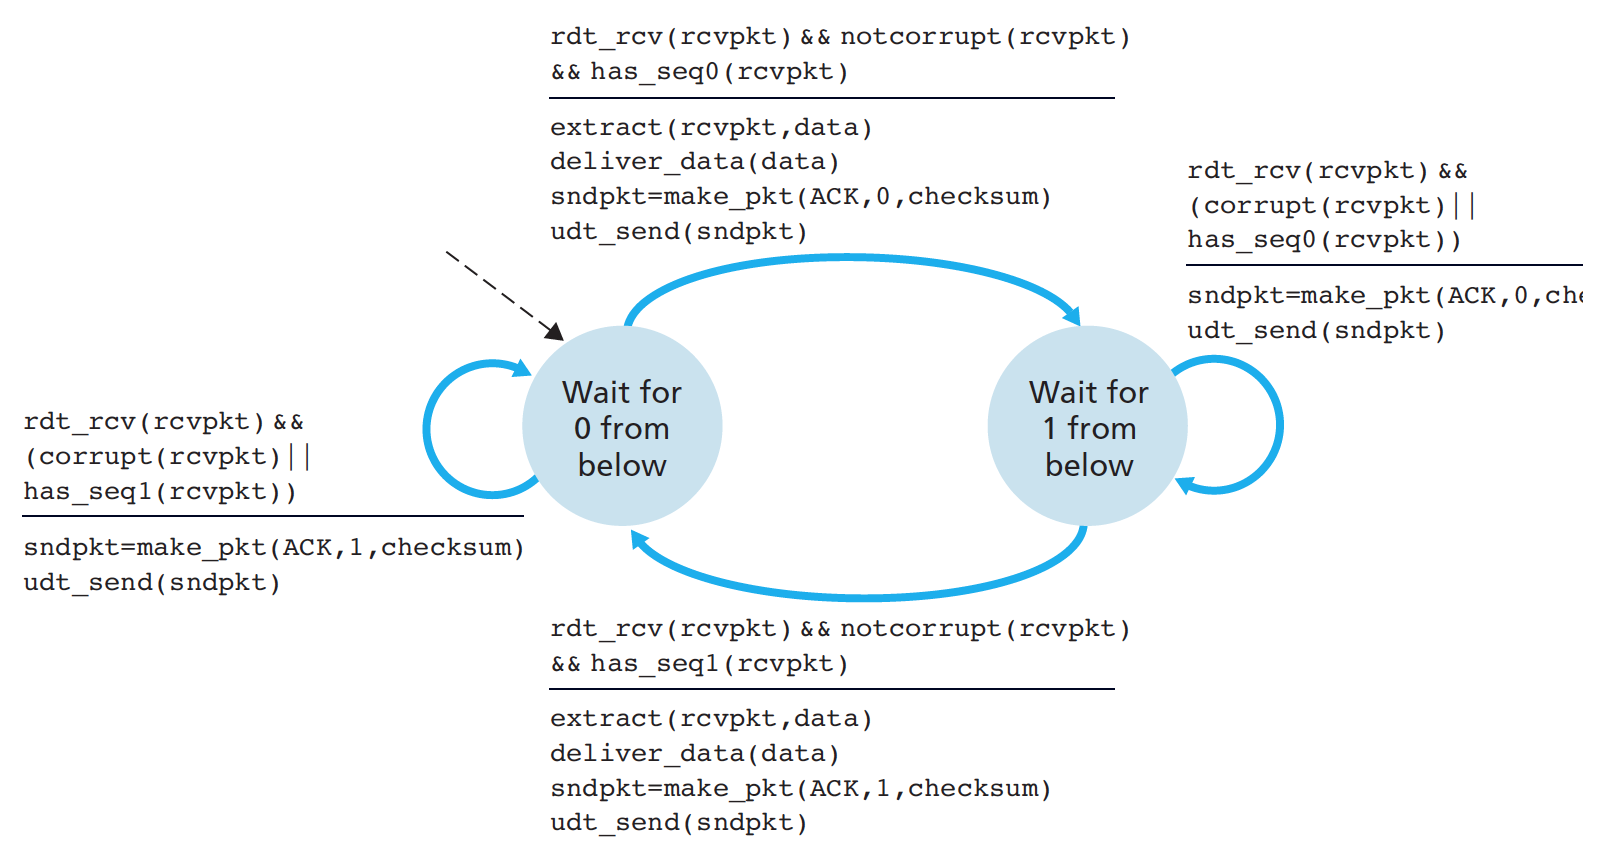 rdt_rcv(rcvpkt) && notcorrupt(rcvpkt)
&& has_seq0(rcvpkt)
extract(rcvpkt,data)
deliver_data(data)
sndpkt=make_pkt(ACK,0,checksum)
udt_send(sndpkt)
rdt_rcv(rcvpkt) &&
(corrupt(rcvpkt)||
has_seq0(rcvpkt))
sndpkt=make_pkt(ACK,0,che
udt_send(sndpkt)
Wait for
0 from
below
Wait for
1 from
below
rdt_rcv(rcvpkt) &&
(corrupt(rcvpkt)||
has_seq1(rcvpkt))
sndpkt=make_pkt(ACK,1,checksum)
udt_send(sndpkt)
rdt_rcv(rcvpkt) && notcorrupt(rcvpkt)
&& has_seq1(rcvpkt)
extract(rcvpkt,data)
deliver_data(data)
sndpkt=make_pkt(ACK,1,checksum)
udt_send(sndpkt)